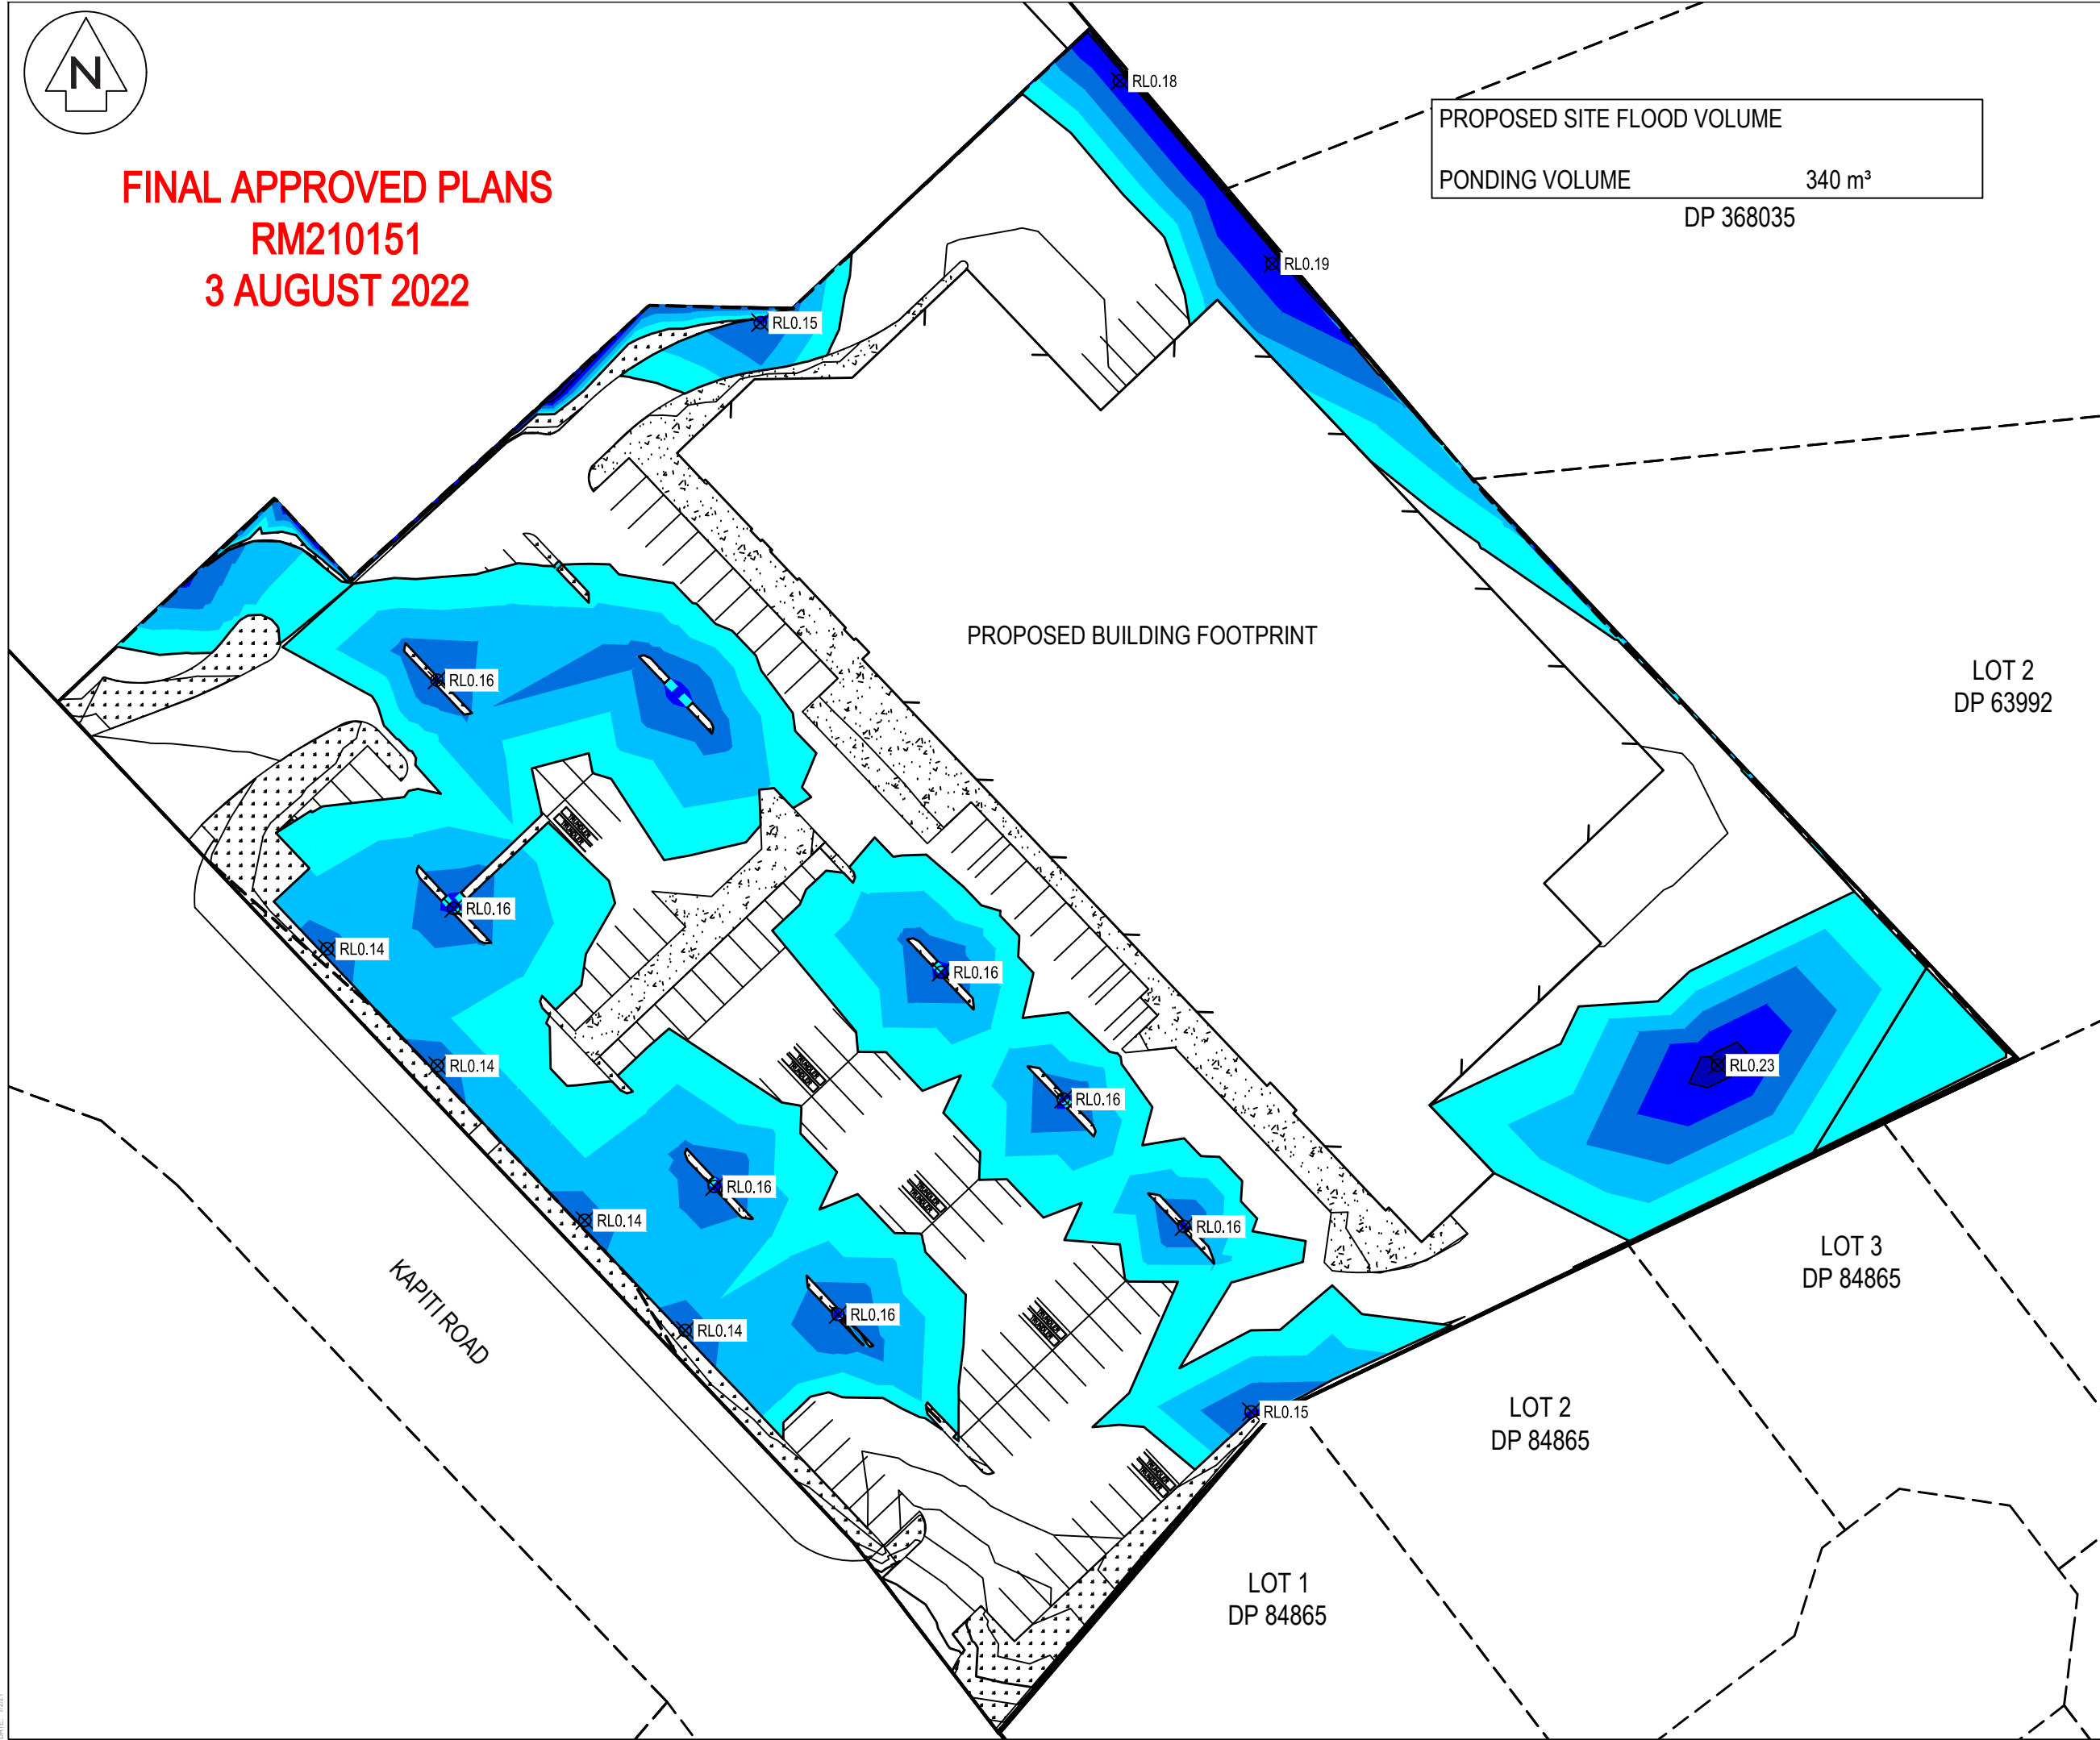 N
FINAL APPROVED PLANS
RM210151
3 AUGUST 2022
PROPOSED SITE FLOOD VOLUME
PONDING VOLUME 340 m³
DP 368035
RL0.18
RL0.19
RL0.15
PROPOSED BUILDING FOOTPRINT
LOT 2
DP 63992
RL0.16
RL0.16
RL0.14
RL0.16
RL0.14
RL0.16
RL0.23
RL0.16
RL0.14
RL0.16
RL0.16
RL0.14
RL0.15
KAPITI ROAD
LOT 3
DP 84865
LOT 2
DP 84865
LOT 1
DP 84865